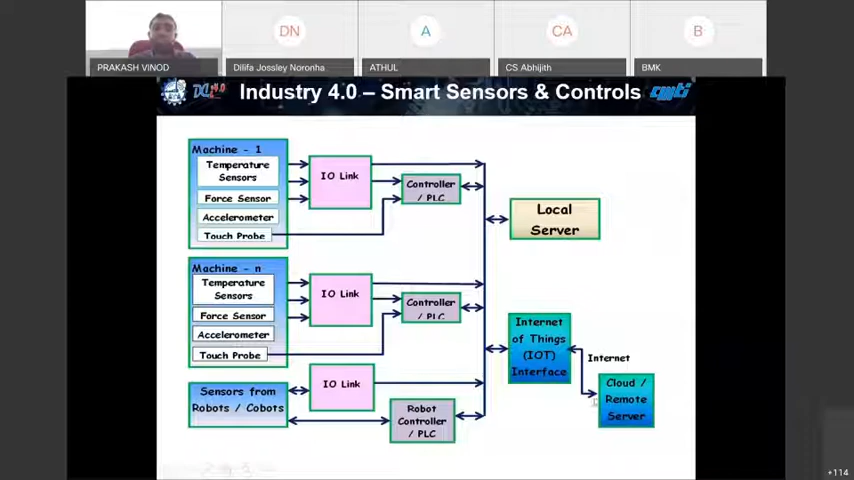 DN
A
CA
B
PRAKASH VINOD
Dilifa Jossley Noronha
ATHUL
CS Abhijith
BMK
Industry 4.0 – Smart Sensors & Controls
cmti
Machine - 1
Temperature
Sensors
Force Sensor
Accelerometer
Touch Probe
IO Link
Controller
/ PLC
Local
Server
Machine - n
Temperature
Sensors
Force Sensor
Accelerometer
Touch Probe
IO Link
Controller
/ PLC
Internet
of Things
(IOT)
Interface
Internet
Cloud /
Remote
Server
Sensors from
Robots / Cobots
IO Link
Robot
Controller
/ PLC
+114